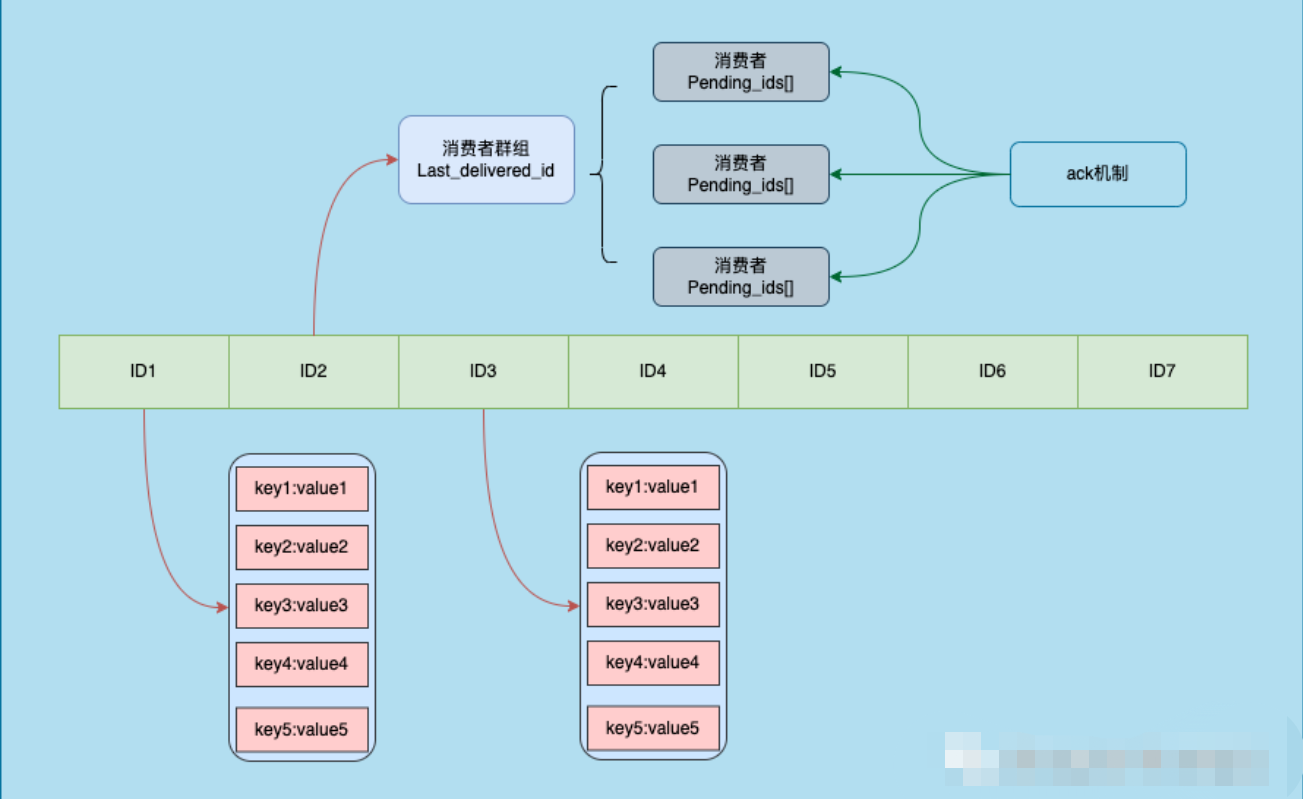 消费者
Pending_ids[]
消费者群组
Last_delivered_id
消费者
Pending_ids[]
ack机制
消费者
Pending_ids[]
ID1
ID2
ID3
ID4
ID5
ID6
ID7
key1:value1
key2:value2
key3:value3
key4:value4
key5:value5
key1:value1
key2:value2
key3:value3
key4:value4
key5:value5